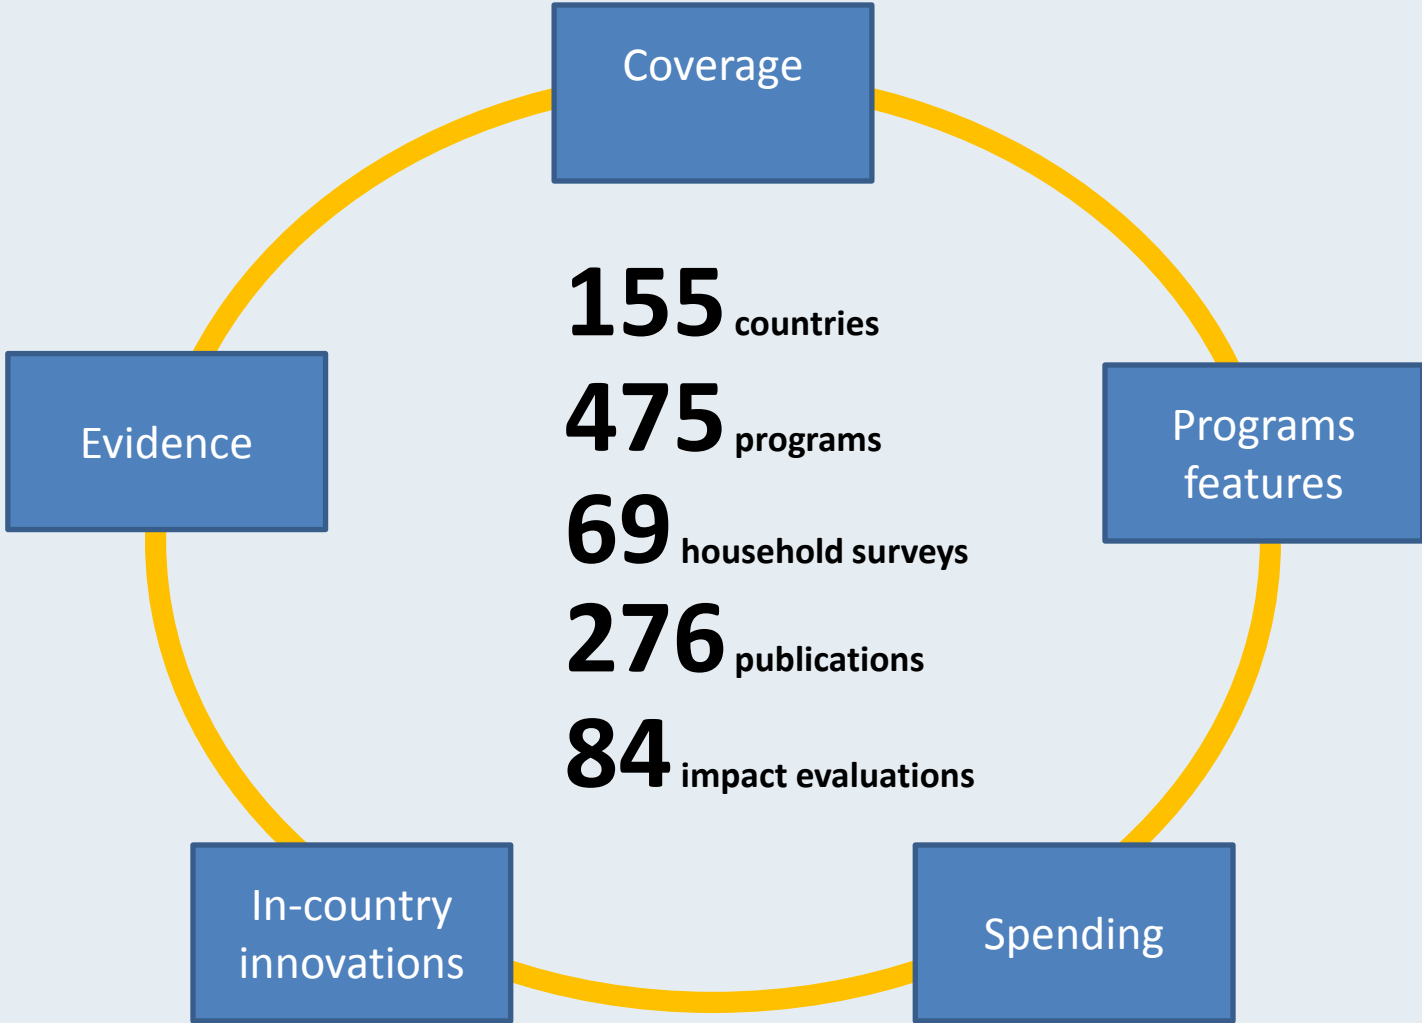 Coverage
155 countries
475 programs
69 household surveys
276 publications
84 impact evaluations
Evidence
Programs
features
In-country
innovations
Spending